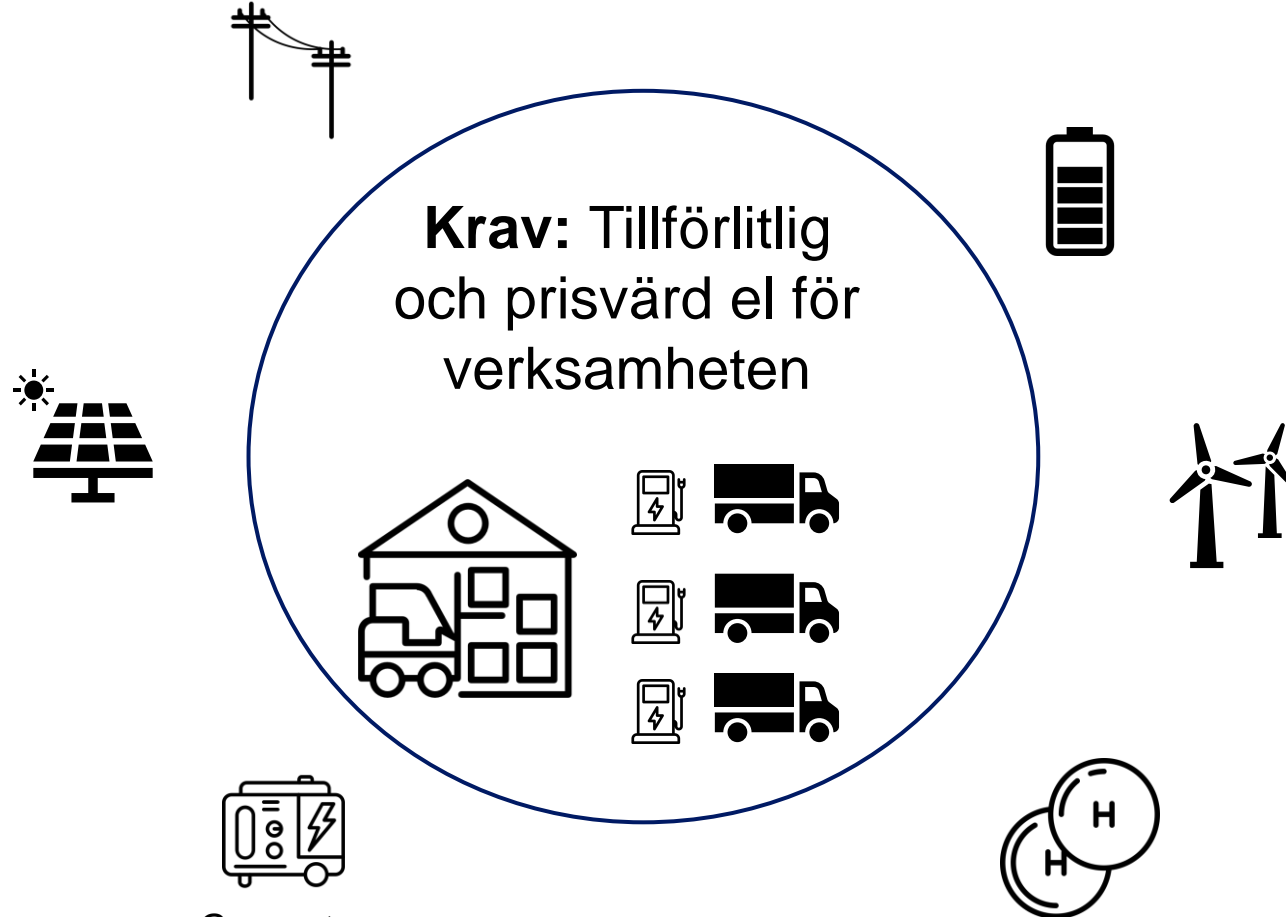 Krav: Tillförlitlig
och prisvärd el för
verksamheten
H
H